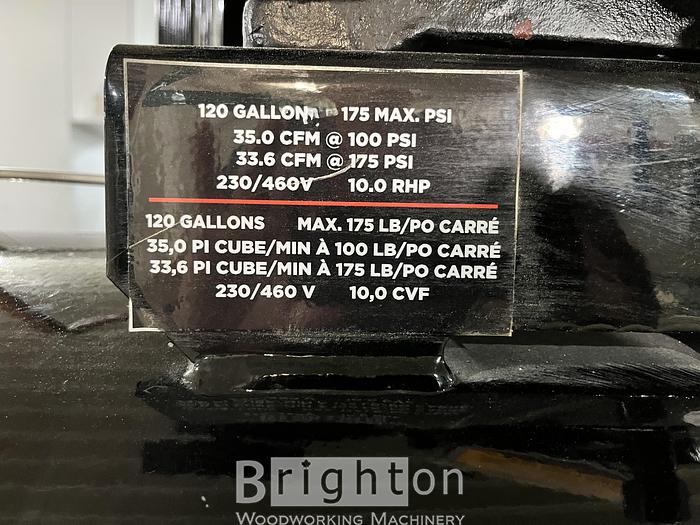 120 GALLON 175 MAX. PSI
35.0 CFM @ 100 PSI
33.6 CFM @ 175 PSI
230/460V 10.0 RHP
120 GALLONS MAX. 175 LB/PO CARRÉ
35,0 PI CUBE/MIN À 100 LB/PO CARRÉ
33,6 PI CUBE/MIN À 175 LB/PO CARRÉ
230/460 V 10,0 CVF
Brighton
WOODWORKING MACHINERY